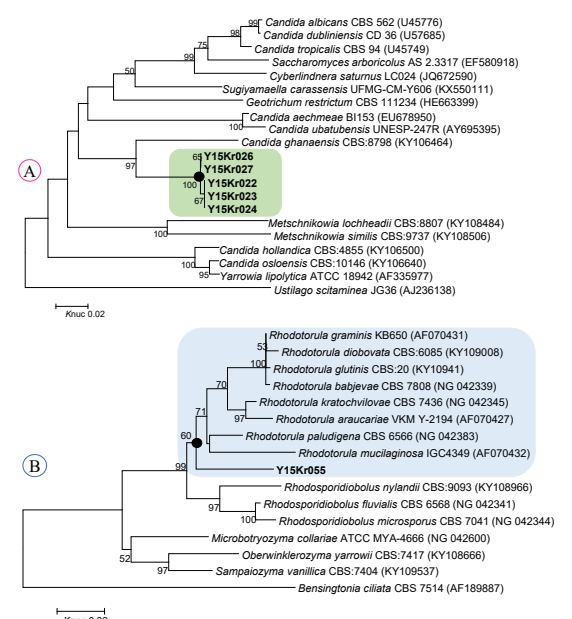 99
Candida albicans CBS 562 (U45776)
98
Candida dubliniensis CD 36 (U57685)
75
Candida tropicalis CBS 94 (U45749)
99
Saccharomyces arboricolus AS 2.3317 (EF580918)
50
Cyberlindnera saturnus LC024 (JQ672590)
Sugiyamaella carassensis UFMG-CM-Y606 (KX550111)
Geotrichum restrictum CBS 111234 (HE663399)
Candida aechmeae BI153 (EU678950)
100
Candida ubatubensis UNESP-247R (AY695395)
Candida ghanaensis CBS:8798 (KY106464)
97
65
Y15Kr026
Y15Kr027
A
100
Y15Kr022
Y15Kr023
67
Y15Kr024
Metschnikowia lochheadii CBS:8807 (KY108484)
100
Metschnikowia similis CBS:9737 (KY108506)
Candida hollandica CBS:4855 (KY106500)
100
Candida osloensis CBS:10146 (KY106640)
95
Yarrowia lipolytica ATCC 18942 (AF335977)
Ustilago scitaminea JG36 (AJ236138)
Knuc 0.02
Rhodotorula graminis KB650 (AF070431)
53
Rhodotorula diobovata CBS:6085 (KY109008)
100
Rhodotorula glutinis CBS:20 (KY10941)
70
Rhodotorula babjevae CBS 7808 (NG 042339)
Rhodotorula kratochvilovae CBS 7436 (NG 042345)
71
97
Rhodotorula araucariae VKM Y-2194 (AF070427)
60
Rhodotorula paludigena CBS 6566 (NG 042383)
Rhodotorula mucilaginosa IGC4349 (AF070432)
B
99
Y15Kr055
Rhodosporidiobolus nylandii CBS:9093 (KY108966)
97
Rhodosporidiobolus fluvialis CBS 6568 (NG 042341)
100
Rhodosporidiobolus microsporus CBS 7041 (NG 042344)
Microbotryozyma collariae ATCC MYA-4666 (NG 042600)
52
Oberwinklerozyma yarrowii CBS:7417 (KY108666)
97
Sampaiozyma vanillica CBS:7404 (KY109537)
Bensingtonia ciliata CBS 7514 (AF189887)
Knuc 0.02